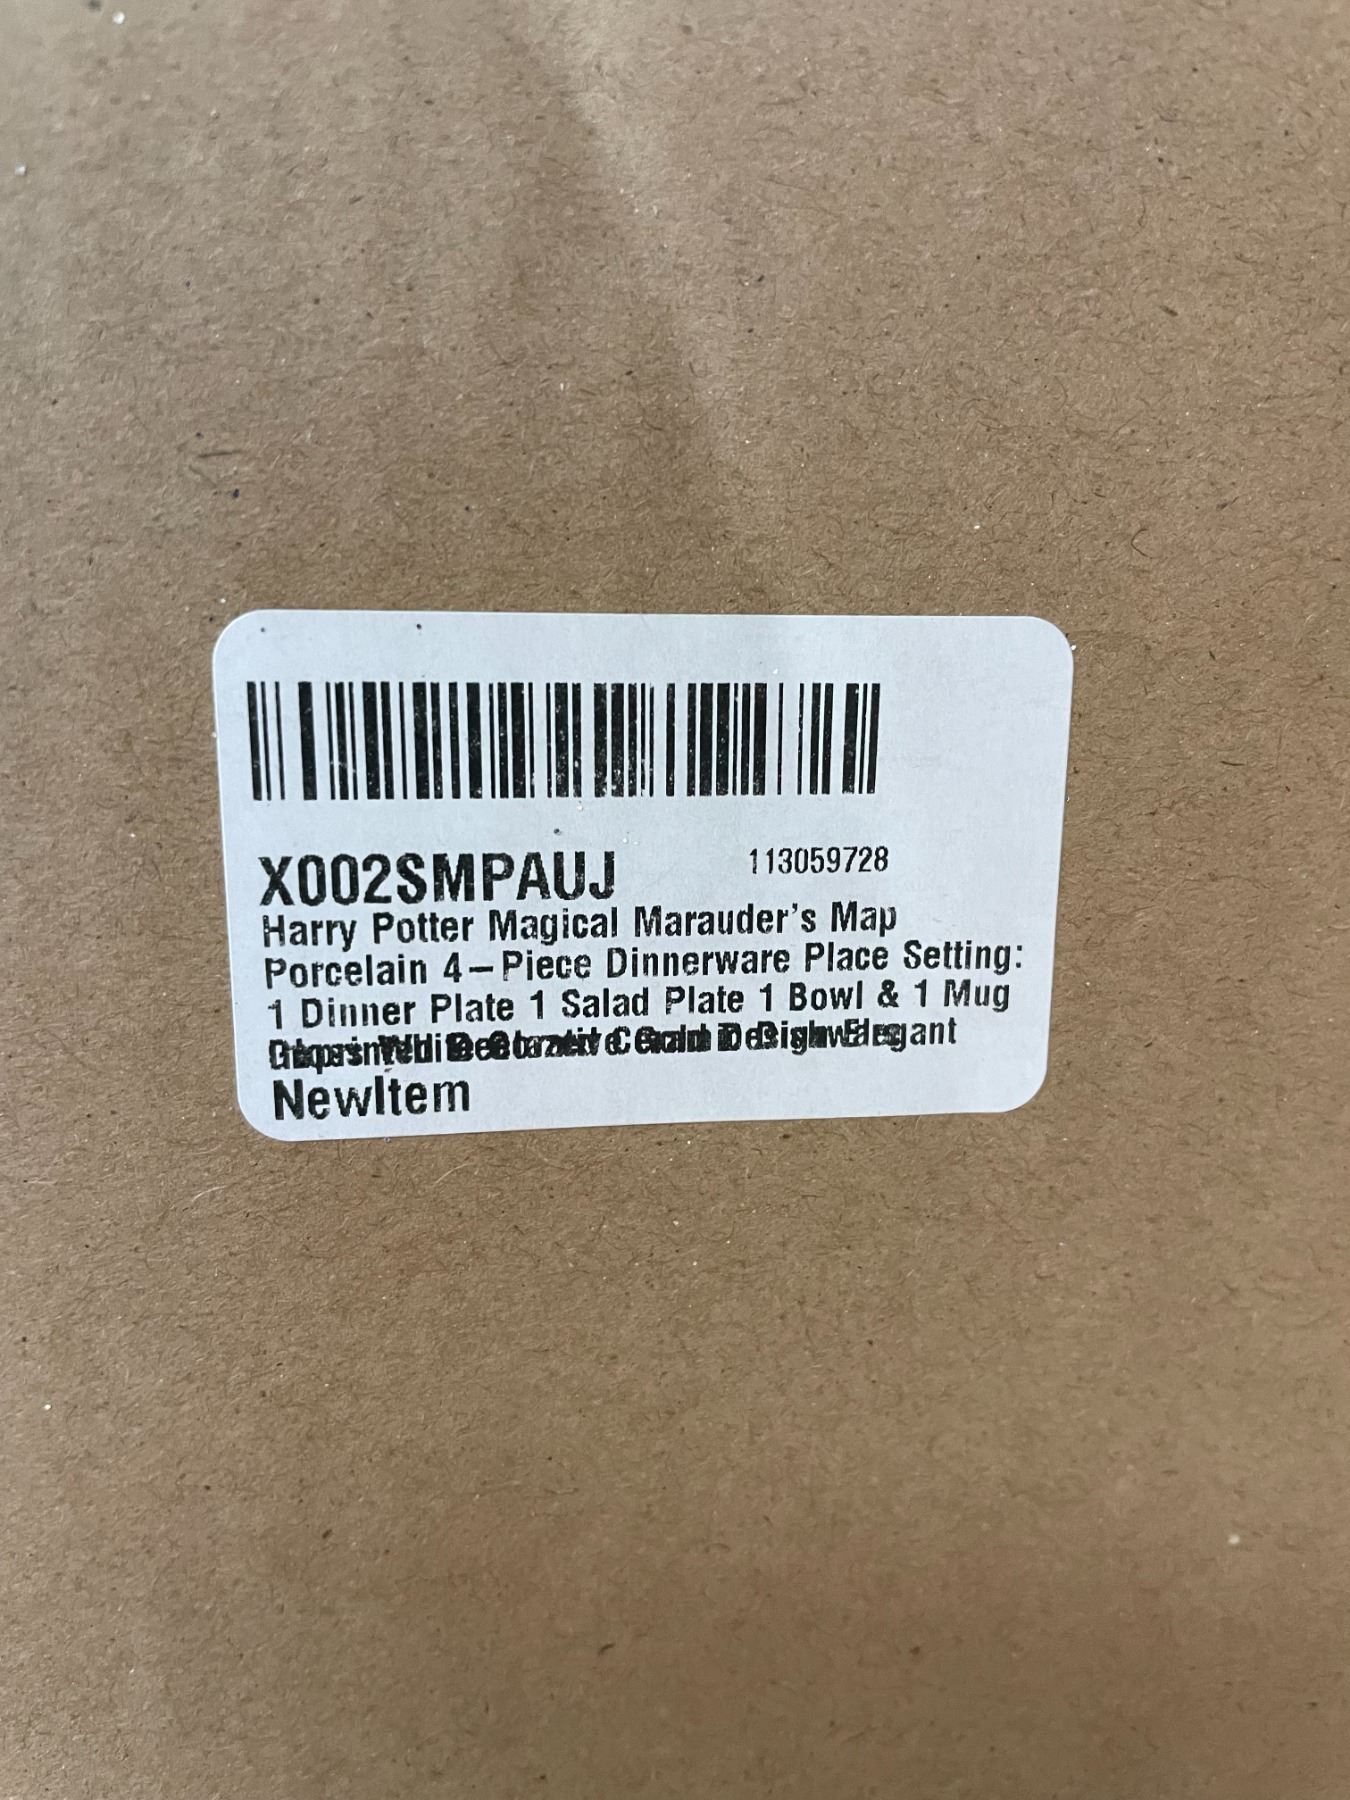 X002SMPAUJ 113059728
Harry Potter Magical Marauder's Map
Porcelain 4-Piece Dinnerware Place Setting:
1 Dinner Plate 1 Salad Plate 1 Bowl & 1 Mug
Elegant
NewItem